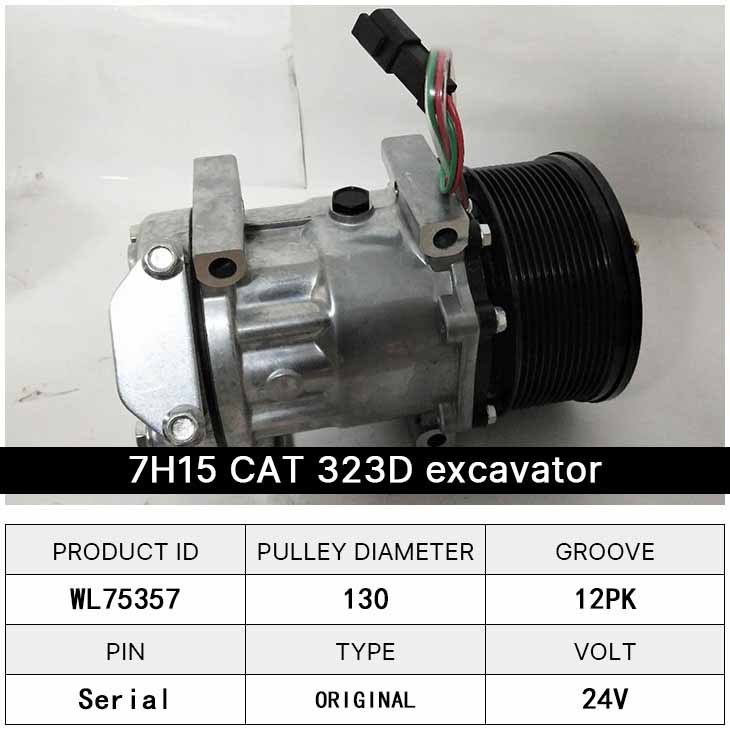 7H15 CAT 323D excavator
PRODUCT ID PULLEY DIAMETER GROOVE
WL75357 130 12PK
PIN TYPE VOLT
Serial ORIGINAL 24V